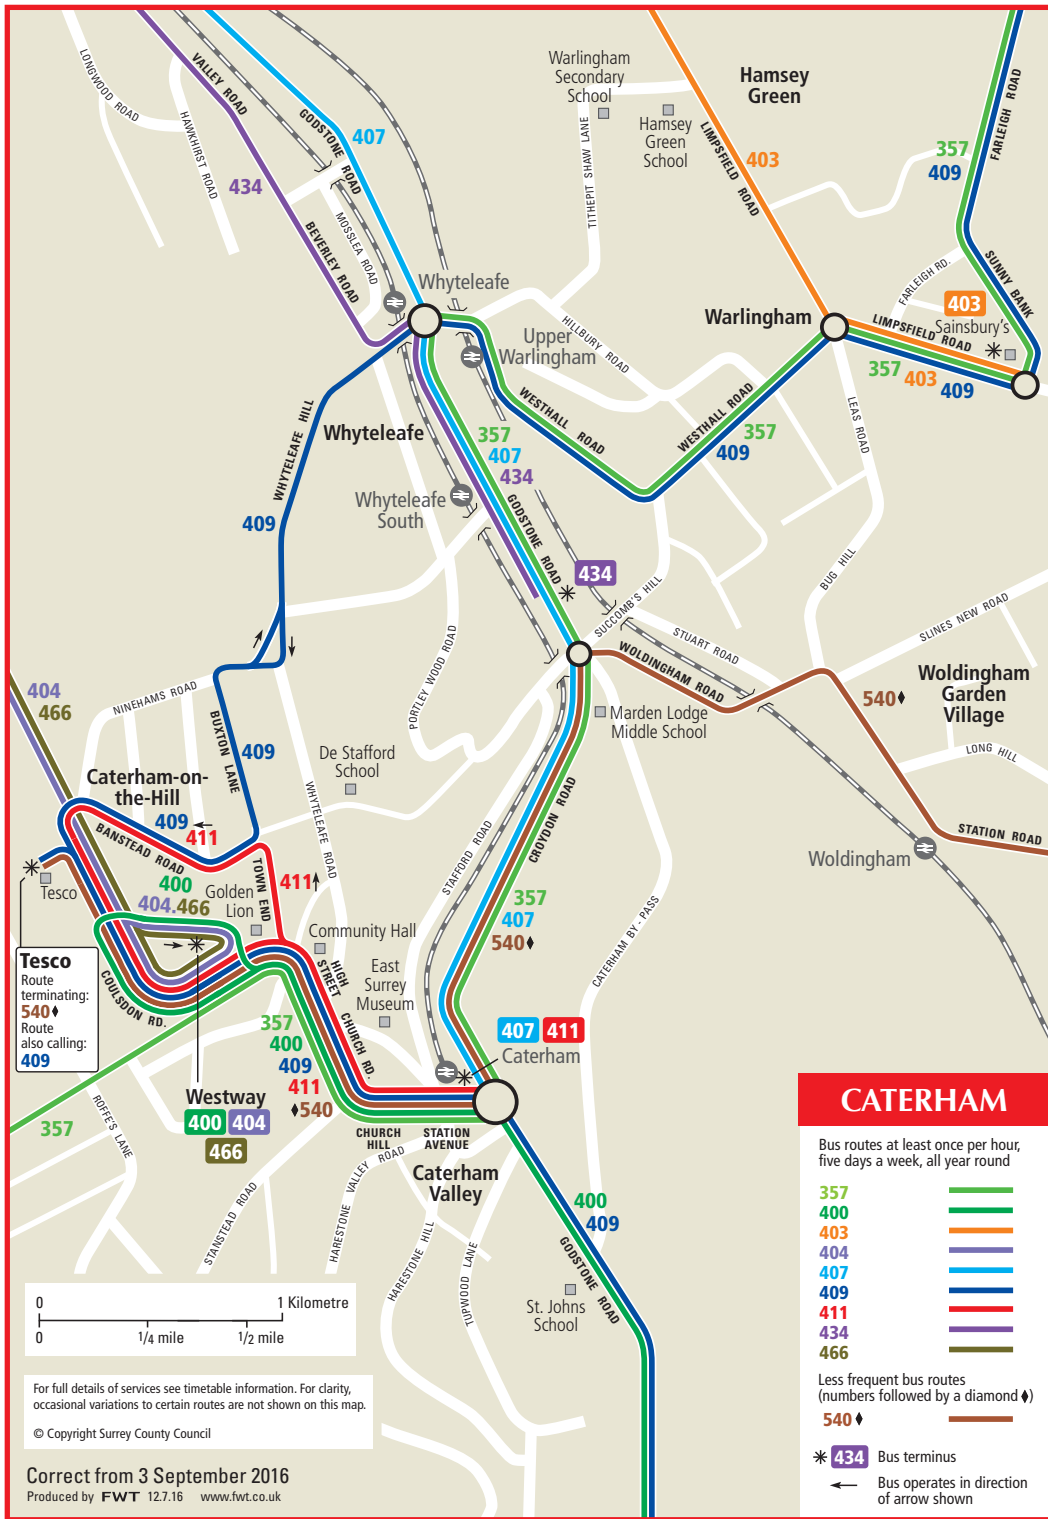 LONGWOOD ROAD
VALLEY ROAD
HAWKHIRST ROAD
GODSTONE ROAD
407
434
MOSSLEA ROAD
BEVERLEY ROAD
Warlingham
Secondary
School
Hamsey
Green
School
Hamsey
Green
TITHEPIT SHAW LANE
LIMPSFIELD ROAD
403
357
409
FARLEIGH ROAD
FARLEIGH RD.
SUNNY BANK
403
Sainsbury's
Whyteleafe
Upper
Warlingham
HILLBURY ROAD
Warlingham
LIMPSFIELD ROAD
357
403
409
WESTHALL ROAD
WESTHALL ROAD
357
409
LEAS ROAD
WHYTELEAFE HILL
Whyteleafe
357
407
434
Whyteleafe
South
409
GODSTONE ROAD
434
SUCCOMB'S HILL
BUG HILL
SLINES NEW ROAD
STUART ROAD
WOLDINGHAM ROAD
PORTLEY WOOD ROAD
Woldingham
Garden
Village
540♦
Marden Lodge
Middle School
LONG HILL
STATION ROAD
Woldingham
404
466
NINEHAMS ROAD
BUXTON LANE
409
De Stafford
School
Caterham-on-
the-Hill
409
411
BANSTEAD ROAD
WHYTELEAFE ROAD
CROYDON ROAD
STAFFORD ROAD
Tesco
400
404.466
Golden
Lion
TOWN END
411
357
407
540♦
CATERHAM BY-PASS
Community Hall
HIGH
STREET
East
Surrey
Museum
CHURCH RD.
COULSDON RD.
Tesco
Route
terminating:
540♦
Route
also calling:
409
357
400
409
411
♦540
407
411
Caterham
Westway
400
404
466
ROFFE'S LANE
357
CHURCH
HILL
STATION
AVENUE
Caterham
Valley
HARESTONE VALLEY ROAD
STANSTEAD ROAD
HARESTONE HILL
TUPWOOD LANE
400
409
GODSTONE ROAD
St. Johns
School
CATERHAM
Bus routes at least once per hour,
five days a week, all year round
357
400
403
404
407
409
411
434
466
Less frequent bus routes
(numbers followed by a diamond ♦)
540 ♦
434 Bus terminus
Bus operates in direction
of arrow shown
0 1 Kilometre
0 1/4 mile 1/2 mile
For full details of services see timetable information. For clarity,
occasional variations to certain routes are not shown on this map.
© Copyright Surrey County Council
Correct from 3 September 2016
Produced by FWT 12.7.16 www.fwt.co.uk